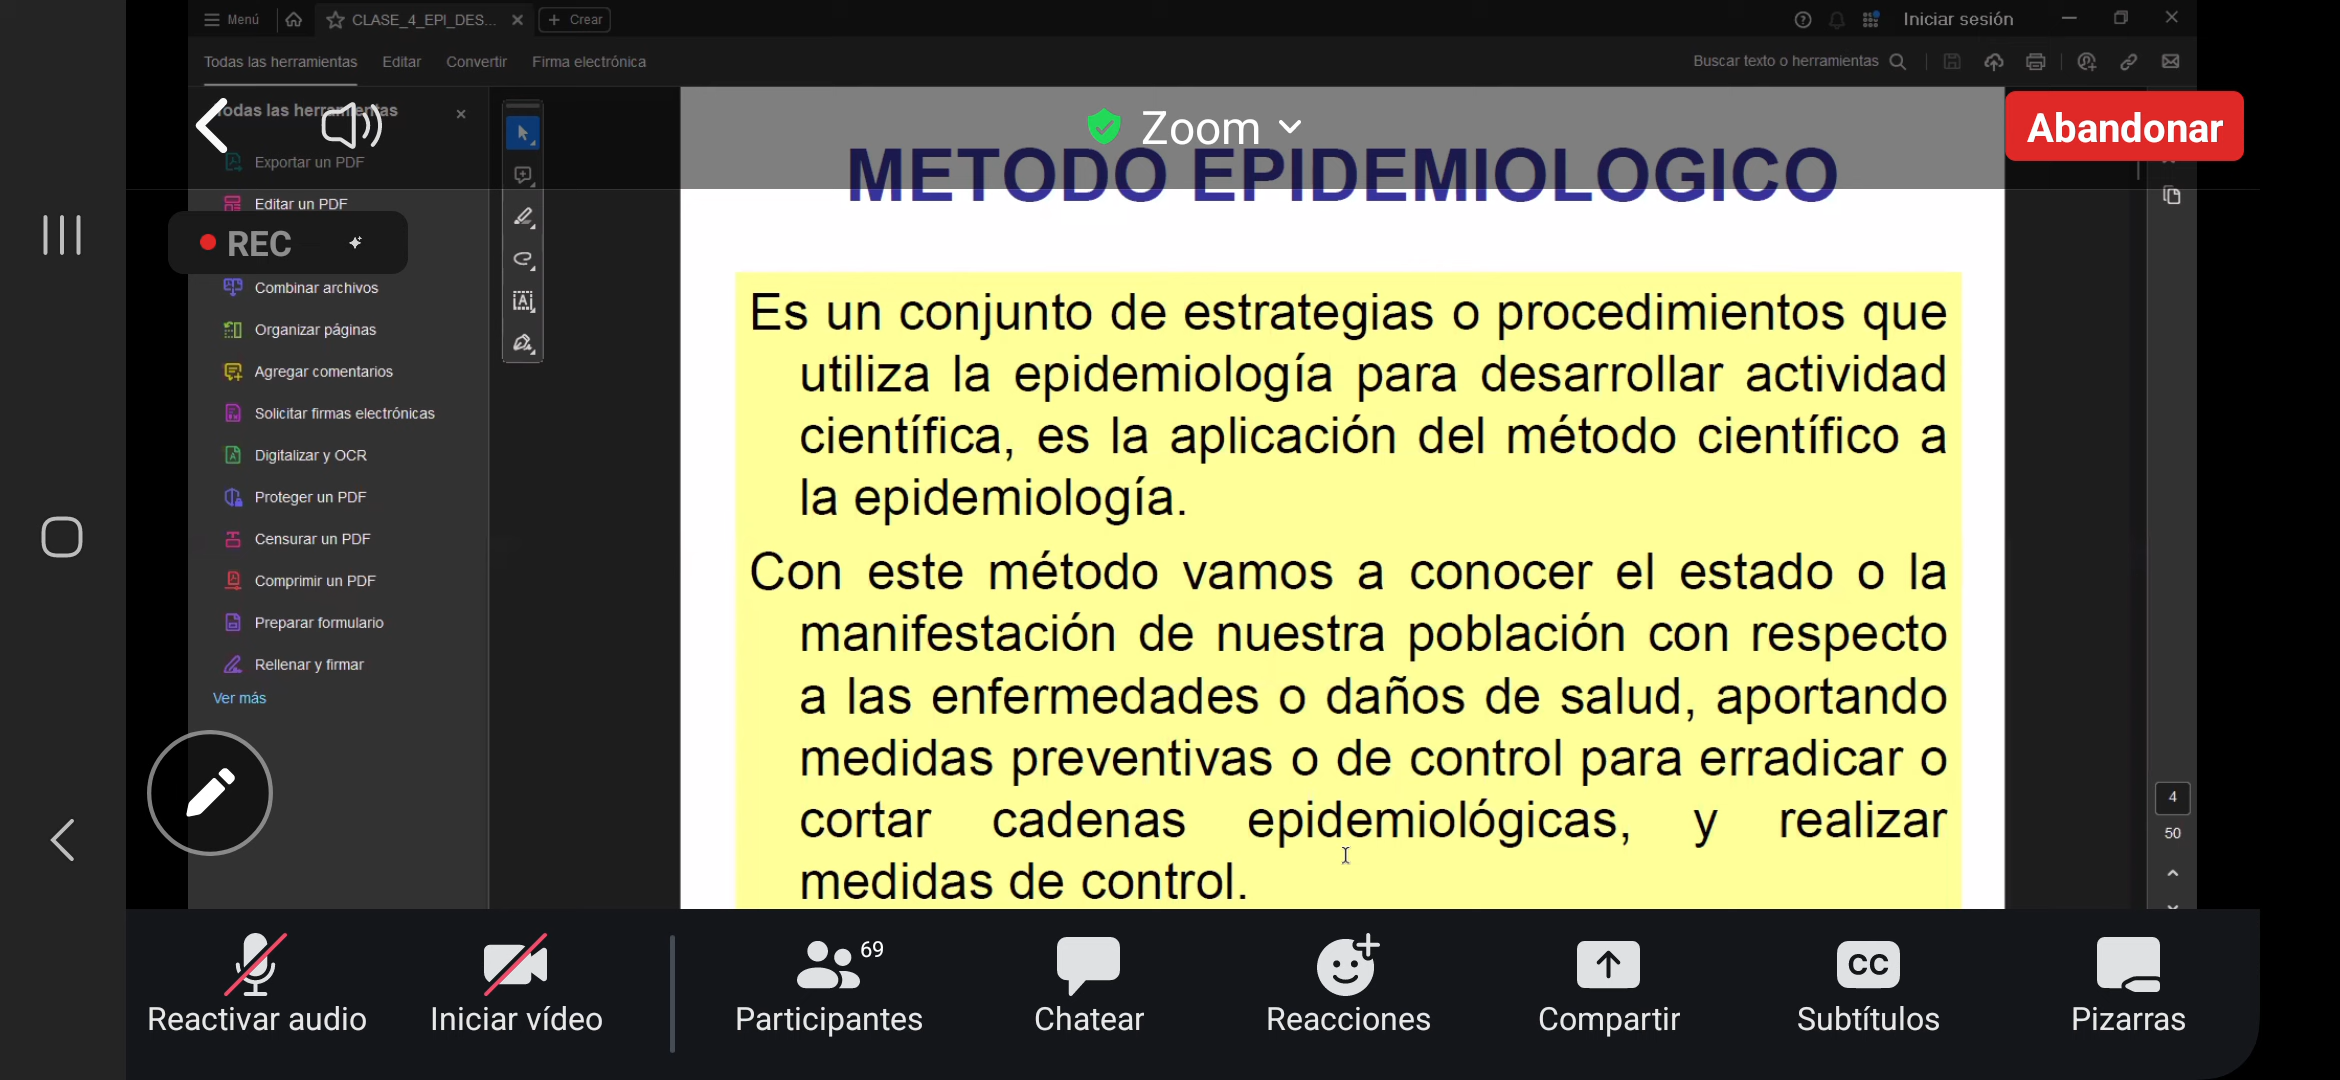 Menú
CLASE_4_EPI_DES...
Crear
Iniciar sesión
Todas las herramientas
Editar
Convertir
Firma electrónica
Buscar texto o herramientas
Zoom
Abandonar
Exportar un PDF
Editar un PDF
REC
Combinar archivos
Organizar páginas
Agregar comentarios
Solicitar firmas electrónicas
Digitalizar y OCR
Proteger un PDF
Censurar un PDF
Comprimir un PDF
Preparar formulario
Rellenar y firmar
Ver más
METODO EPIDEMIOLOGICO
Es un conjunto de estrategias o procedimientos que
utiliza la epidemiología para desarrollar actividad
científica, es la aplicación del método científico a
la epidemiología.
Con este método vamos a conocer el estado o la
manifestación de nuestra población con respecto
a las enfermedades o daños de salud, aportando
medidas preventivas o de control para erradicar o
cortar cadenas epidemiológicas, y realizar
medidas de control.
4
50
Reactivar audio
Iniciar vídeo
69
Participantes
Chatear
Reacciones
Compartir
CC
Subtítulos
Pizarras